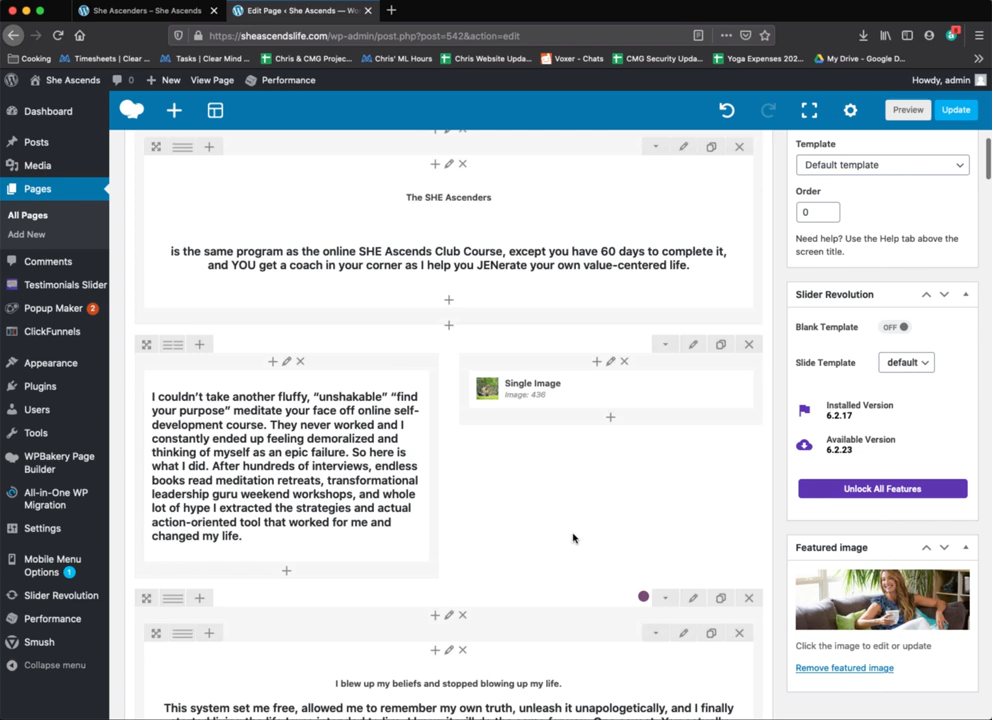 She Ascenders – She Ascends
Edit Page ‹ She Ascends — Wo
https://sheascendslife.com/wp-admin/post.php?post=542&action=edit
Cooking
Timesheets | Clear ...
Tasks | Clear Mind ...
Chris & CMG Projec...
Chris' ML Hours
Chris Website Upda...
Voxer - Chats
CMG Security Upda...
Yoga Expenses 202...
My Drive - Google D...
She Ascends
0
New
View Page
Performance
Howdy, admin
Dashboard
Posts
Media
Pages
All Pages
Add New
Comments
Testimonials Slider
Popup Maker 2
ClickFunnels
Appearance
Plugins
Users
Tools
WPBakery Page
Builder
All-in-One WP
Migration
Settings
Mobile Menu
Options 1
Slider Revolution
Performance
Smush
Collapse menu
Preview
Update
The SHE Ascenders
is the same program as the online SHE Ascends Club Course, except you have 60 days to complete it,
and YOU get a coach in your corner as I help you JENerate your own value-centered life.
I couldn't take another fluffy, “unshakable” “find
your purpose” meditate your face off online self-
development course. They never worked and I
constantly ended up feeling demoralized and
thinking of myself as an epic failure. So here is
what I did. After hundreds of interviews, endless
books read meditation retreats, transformational
leadership guru weekend workshops, and whole
lot of hype I extracted the strategies and actual
action-oriented tool that worked for me and
changed my life.
Single Image
Image: 436
I blew up my beliefs and stopped blowing up my life.
This system set me free, allowed me to remember my own truth, unleash it unapologetically, and I finally
Template
Default template
Order
0
Need help? Use the Help tab above the
screen title.
Slider Revolution
Blank Template
OFF
Slide Template
default
Installed Version
6.2.17
Available Version
6.2.23
Unlock All Features
Featured image
Click the image to edit or update
Remove featured image